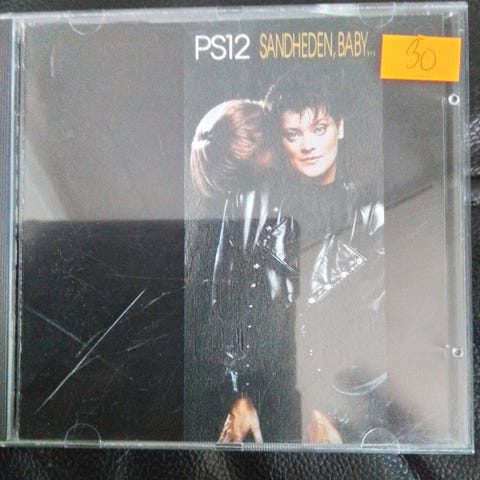 PS12 SANDHEDEN, BABY...
30